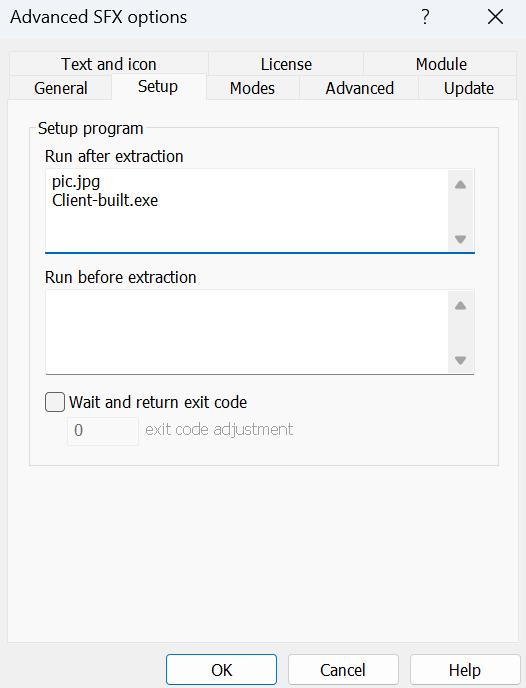 Advanced SFX options
?
Text and icon License Module
General Setup Modes Advanced Update
Setup program
Run after extraction
pic.jpg
Client-built.exe
Run before extraction
Wait and return exit code
0 exit code adjustment
OK Cancel Help